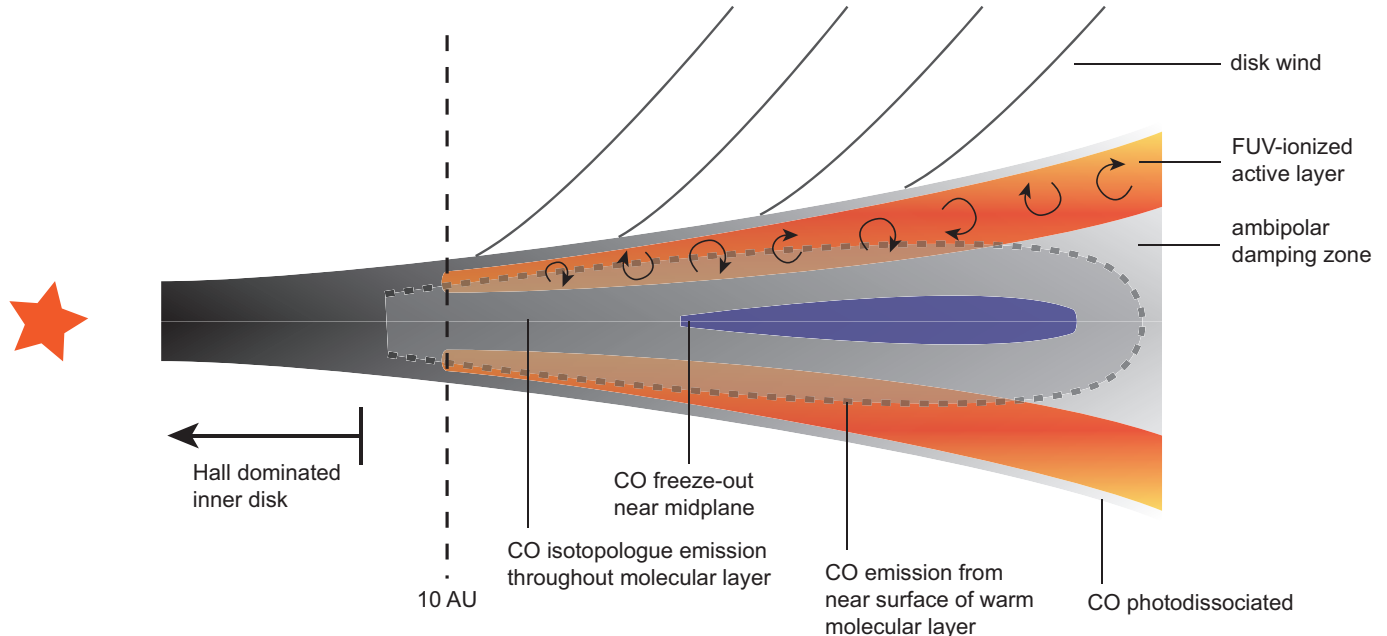 disk wind
FUV-ionized
active layer
ambipolar
damping zone
Hall dominated
inner disk
CO freeze-out
near midplane
CO isotopologue emission
throughout molecular layer
CO emission from
near surface of warm
molecular layer
10 AU
CO photodissociated